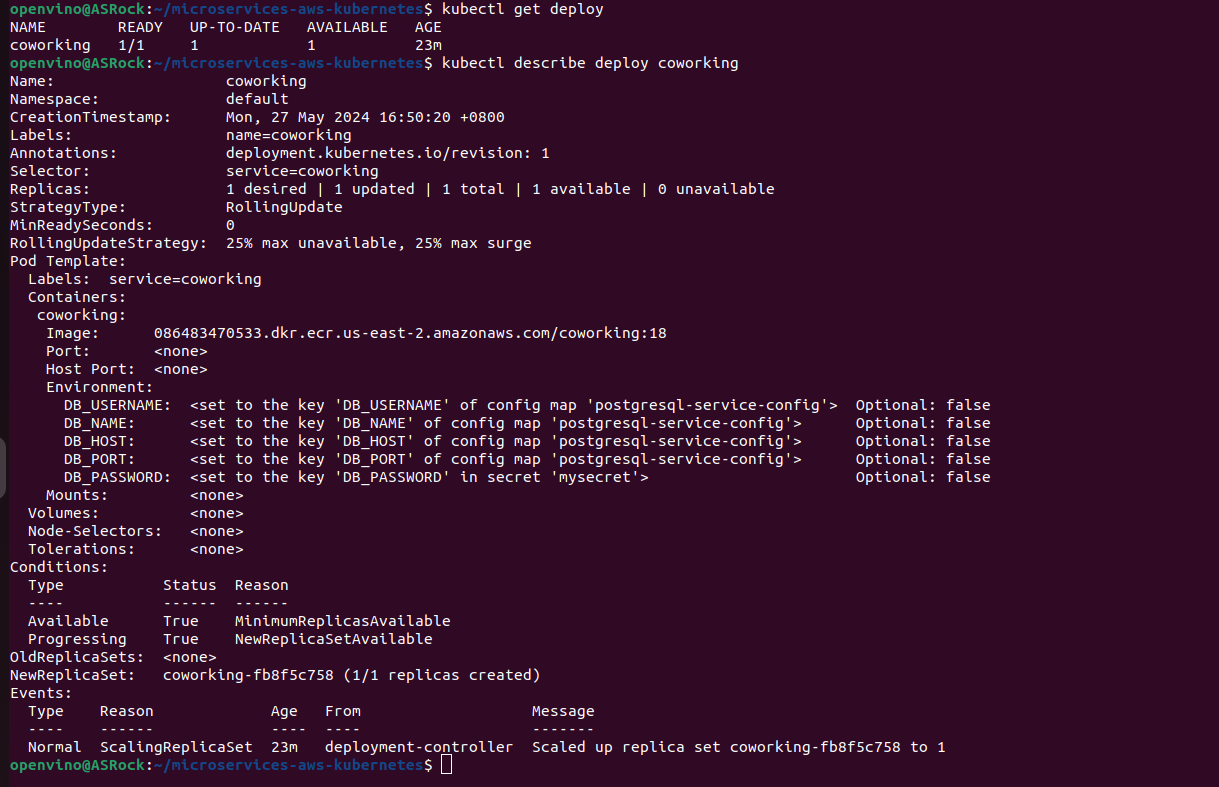 openvino@ASRock:~/microservices-aws-kubernetes$ kubectl get deploy
NAME        READY   UP-TO-DATE   AVAILABLE   AGE
coworking   1/1     1            1           23m
openvino@ASRock:~/microservices-aws-kubernetes$ kubectl describe deploy coworking
Name:                   coworking
Namespace:              default
CreationTimestamp:      Mon, 27 May 2024 16:50:20 +0800
Labels:                 name=coworking
Annotations:            deployment.kubernetes.io/revision: 1
Selector:               service=coworking
Replicas:               1 desired | 1 updated | 1 total | 1 available | 0 unavailable
StrategyType:           RollingUpdate
MinReadySeconds:        0
RollingUpdateStrategy:  25% max unavailable, 25% max surge
Pod Template:
  Labels:  service=coworking
  Containers:
   coworking:
    Image:      086483470533.dkr.ecr.us-east-2.amazonaws.com/coworking:18
    Port:       <none>
    Host Port:  <none>
    Environment:
      DB_USERNAME:  <set to the key 'DB_USERNAME' of config map 'postgresql-service-config'>  Optional: false
      DB_NAME:      <set to the key 'DB_NAME' of config map 'postgresql-service-config'>      Optional: false
      DB_HOST:      <set to the key 'DB_HOST' of config map 'postgresql-service-config'>      Optional: false
      DB_PORT:      <set to the key 'DB_PORT' of config map 'postgresql-service-config'>      Optional: false
      DB_PASSWORD:  <set to the key 'DB_PASSWORD' in secret 'mysecret'>                       Optional: false
    Mounts:         <none>
  Volumes:          <none>
  Node-Selectors:   <none>
  Tolerations:      <none>
Conditions:
  Type           Status  Reason
  ----           ------  ------
  Available      True    MinimumReplicasAvailable
  Progressing    True    NewReplicaSetAvailable
OldReplicaSets:  <none>
NewReplicaSet:   coworking-fb8f5c758 (1/1 replicas created)
Events:
  Type    Reason             Age   From                   Message
  ----    ------             ----  ----                   -------
  Normal  ScalingReplicaSet  23m   deployment-controller  Scaled up replica set coworking-fb8f5c758 to 1
openvino@ASRock:~/microservices-aws-kubernetes$